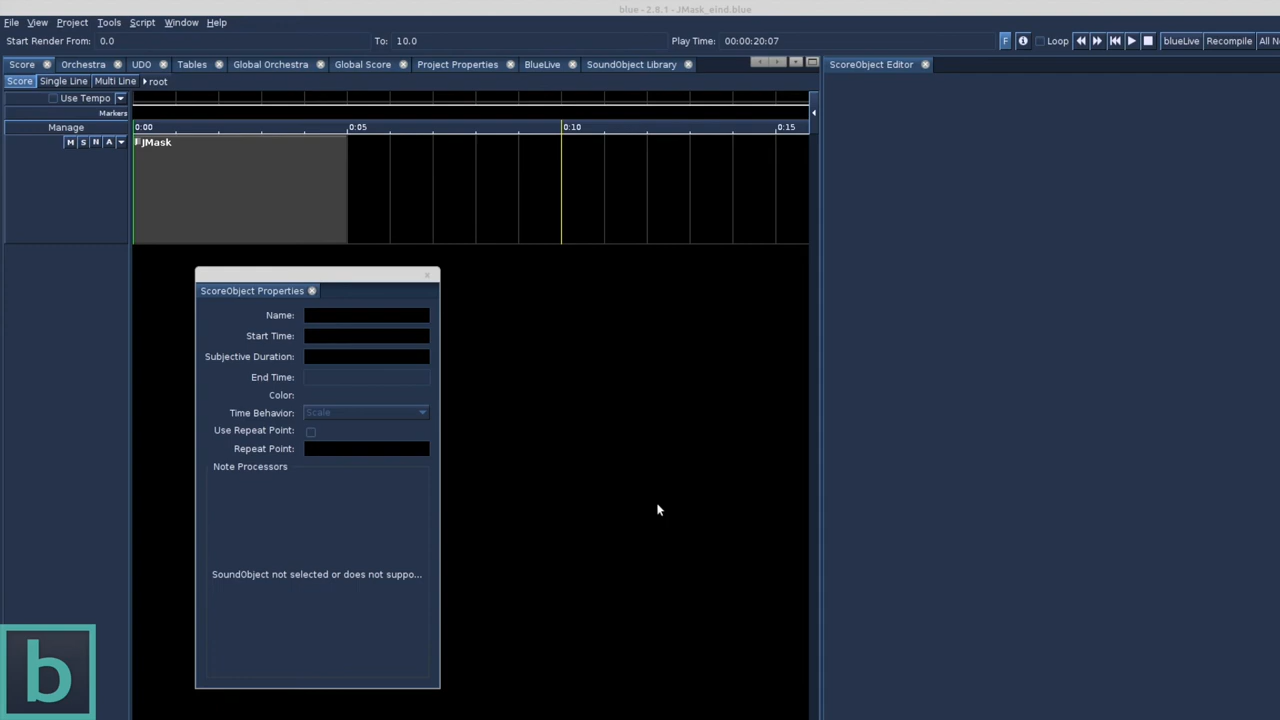 blue - 2.8.1 - JMask_eInd.blue
File View Project Tools Script Window Help
Start Render From: 0.0 To: 10.0 Play Time: 00:00:20:07 F Loop blueLive Recompile All N
Score Orchestra UDO Tables Global Orchestra Global Score Project Properties BlueLive SoundObject Library ScoreObject Editor
Score Single Line Multi Line root
Use Tempo
Markers
Manage 0:00 0:05 0:10 0:15
M S N A JMask
ScoreObject Properties
Name:
Start Time:
Subjective Duration:
End Time:
Color:
Time Behavior: Scale
Use Repeat Point:
Repeat Point:
Note Processors
SoundObject not selected or does not suppo...
b